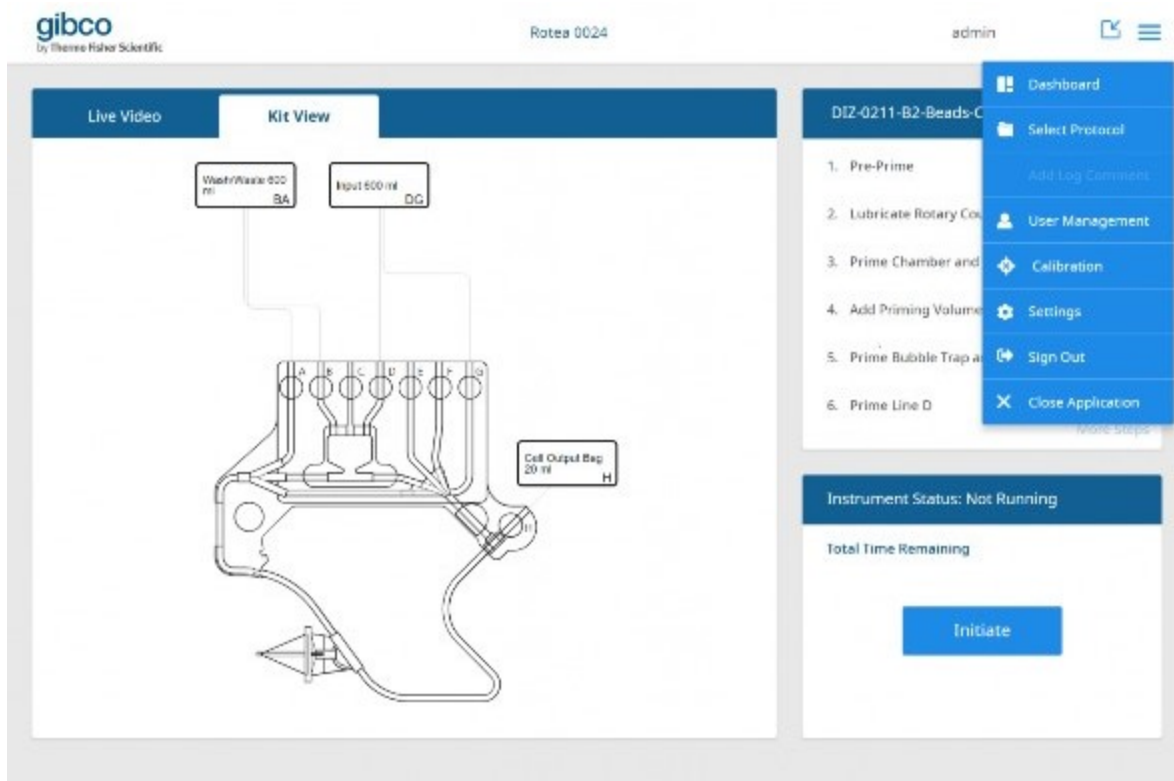 gibco
by Thermo Fisher Scientific
Rotea 0024
admin
Live Video
Kit View
Wash/Waste 600
ml
BA
Input 600 ml
DG
A
B
C
D
E
F
G
Cell Output Bag
20 ml
H
H
DIZ-0211-B2-Beads-C
1. Pre-Prime
2. Lubricate Rotary Cou
3. Prime Chamber and
4. Add Priming Volume
5. Prime Bubble Trap a
6. Prime Line D
More Steps
Dashboard
Select Protocol
Add Log Comment
User Management
Calibration
Settings
Sign Out
Close Application
Instrument Status: Not Running
Total Time Remaining
Initiate